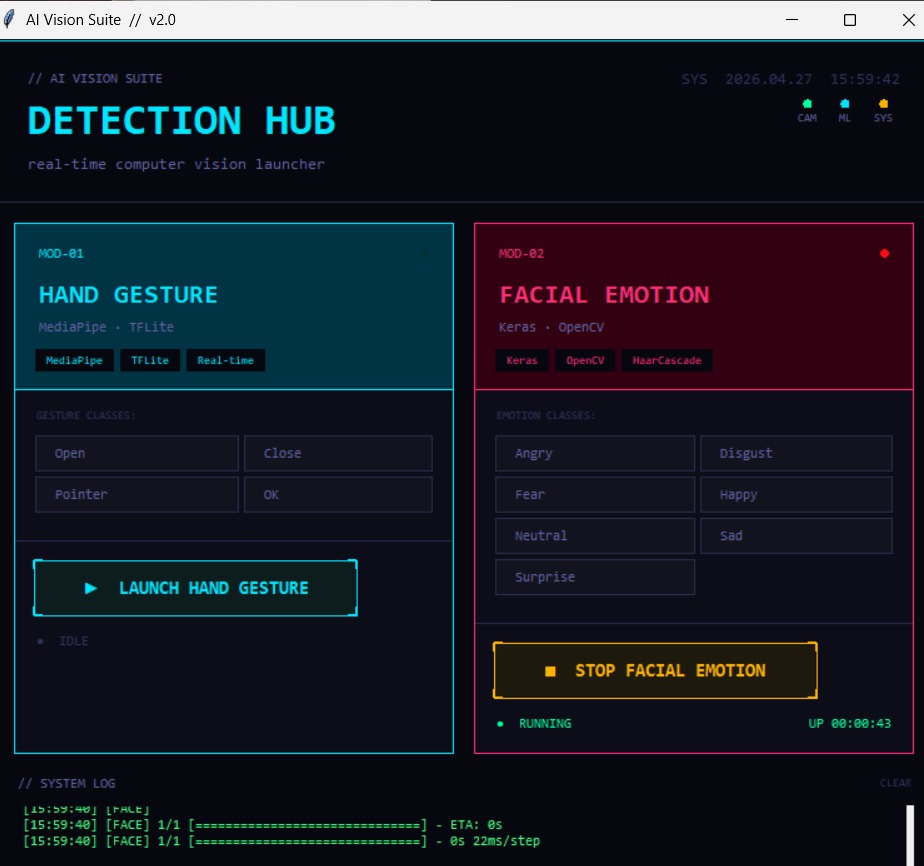 AI Vision Suite // v2.0
// AI VISION SUITE
SYS 2026.04.27 15:59:42
DETECTION HUB
CAM ML SYS
real-time computer vision launcher
MOD-01
HAND GESTURE
MediaPipe · TFLite
MediaPipe TFLite Real-time
GESTURE CLASSES:
Open Close
Pointer OK
▶ LAUNCH HAND GESTURE
● IDLE
MOD-02
FACIAL EMOTION
Keras · OpenCV
Keras OpenCV HaarCascade
EMOTION CLASSES:
Angry Disgust
Fear Happy
Neutral Sad
Surprise
■ STOP FACIAL EMOTION
● RUNNING UP 00:00:43
// SYSTEM LOG CLEAR
[15:59:40] [FACE]
[15:59:40] [FACE] 1/1 [==============================] - ETA: 0s
[15:59:40] [FACE] 1/1 [==============================] - 0s 22ms/step